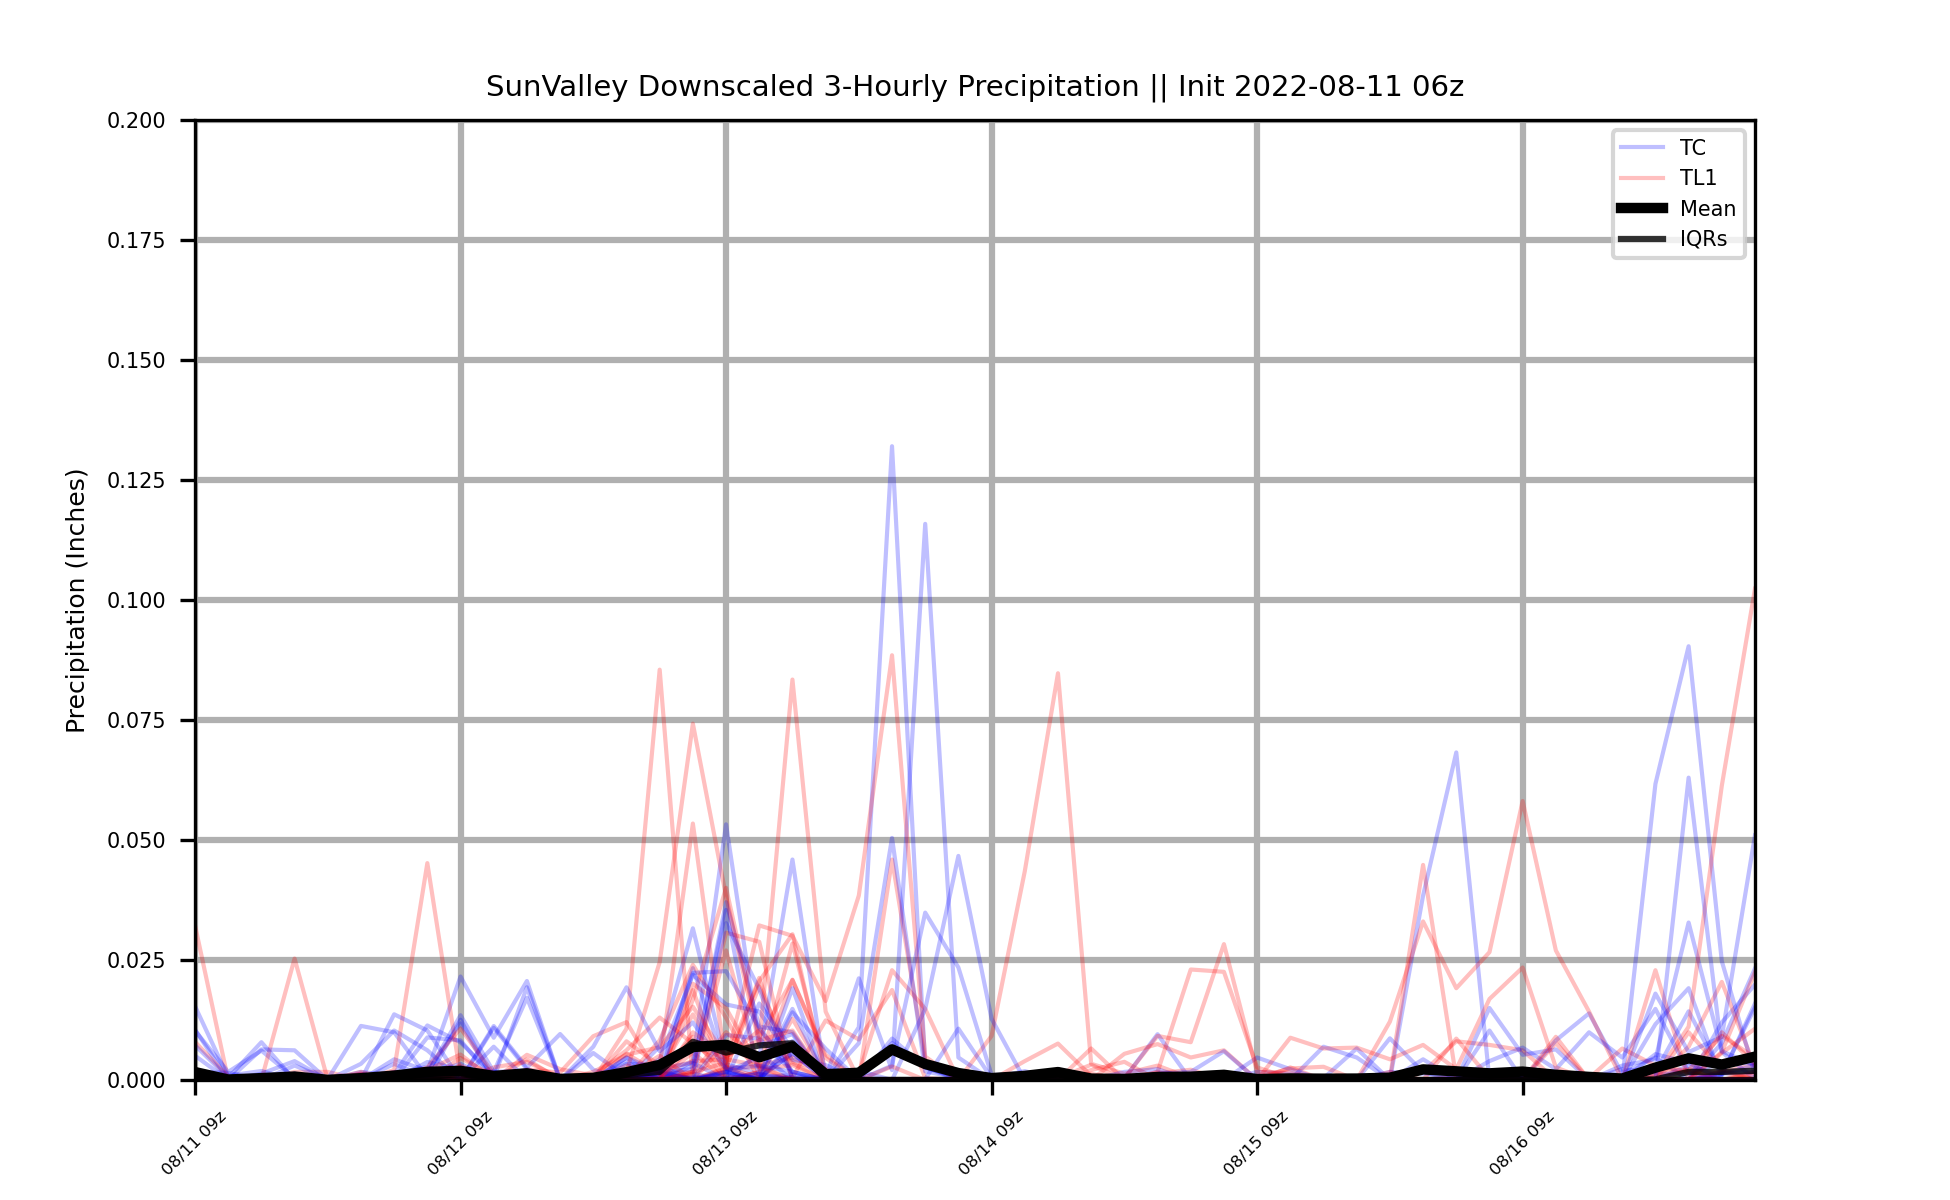 SunValley Downscaled 3-Hourly Precipitation || Init 2022-08-11 06z
0.200
0.175
0.150
0.125
0.100
0.075
0.050
0.025
0.000
Precipitation (Inches)
TC
TL1
Mean
IQRs
08/11 09z
08/12 09z
08/13 09z
08/14 09z
08/15 09z
08/16 09z